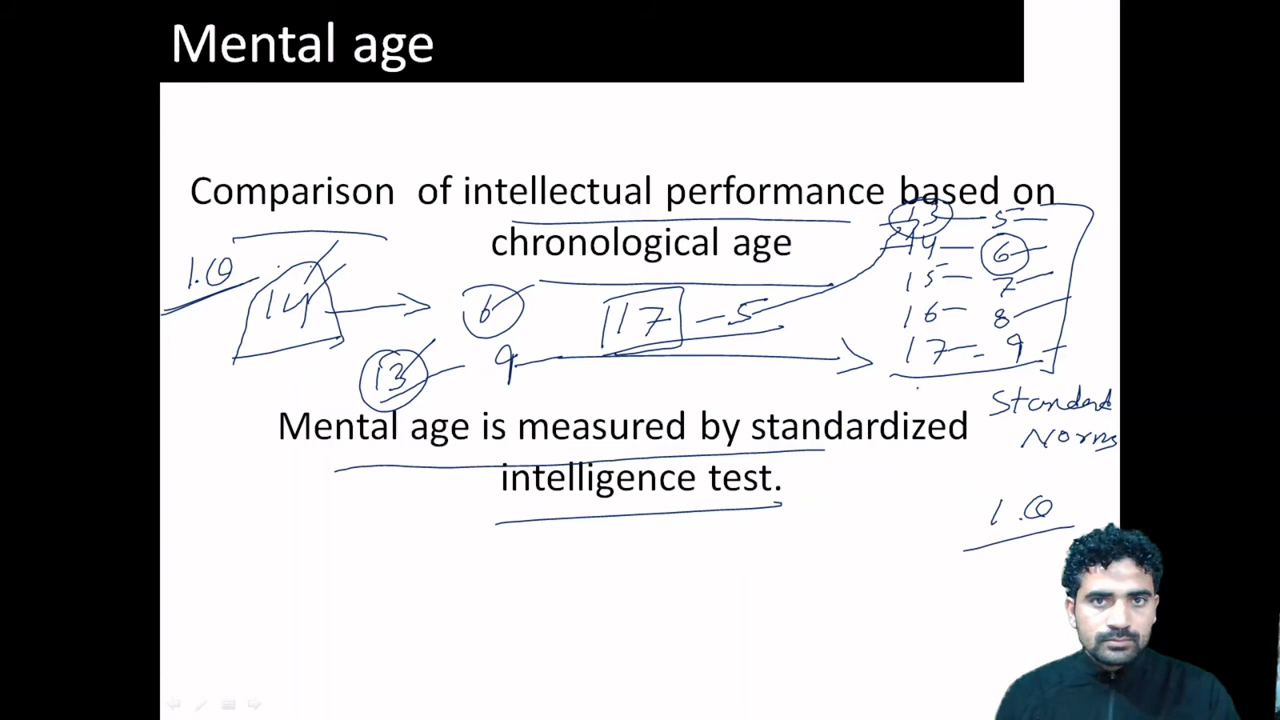 Mental age
Comparison of intellectual performance based on
chronological age
13 - 5
14 - 6
15 - 7
16 - 8
17 - 9
I.Q
14 → 6
17 - 5
13 - 9
Standard
Norms
Mental age is measured by standardized
intelligence test.
I.Q